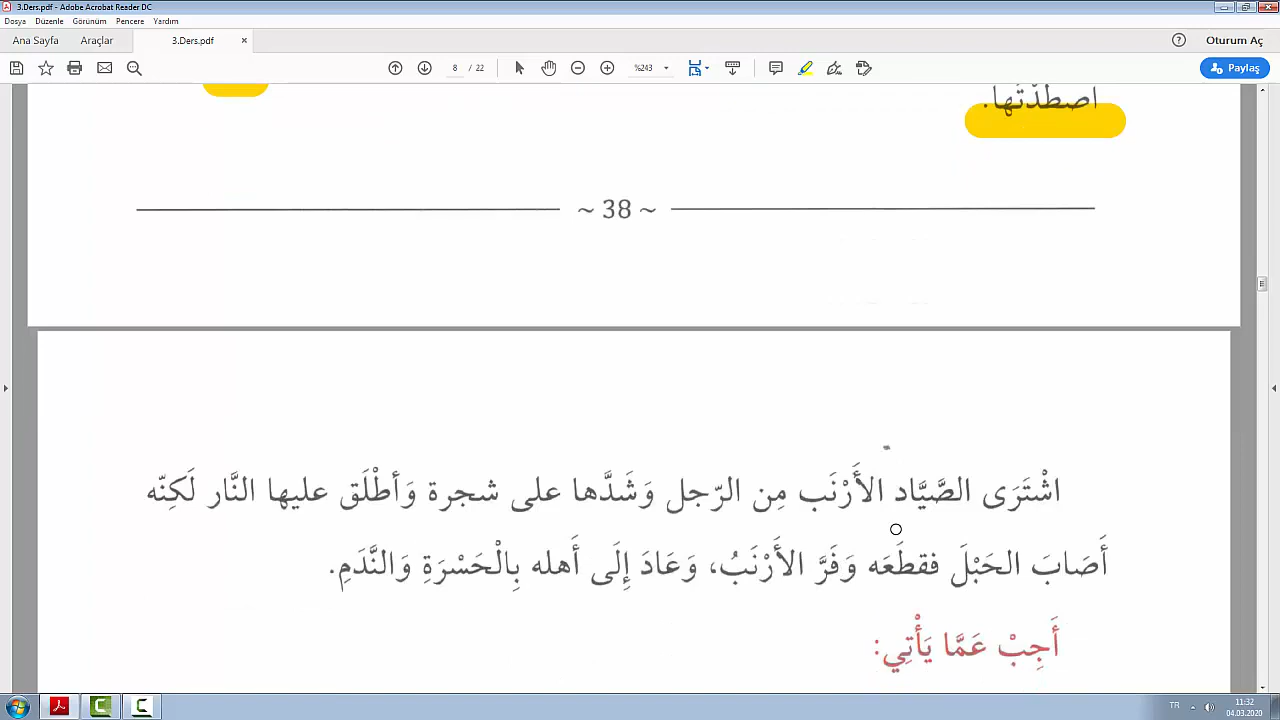 3.Ders.pdf - Adobe Acrobat Reader DC
Dosya Düzenle Görünüm Pencere Yardım
Ana Sayfa Araçlar 3.Ders.pdf × Oturum Aç
8 / 22 %243 Paylaş
اصْطَدْتُها.
~ 38 ~
اشْتَرَى الصَّيَّاد الأَرْنَب مِن الرّجل وَشَدَّها على شجرة وَأطْلَق عليها النَّار لَكِنّه
أَصَابَ الحَبْلَ فقطَعَه وَفَرَّ الأَرْنَبُ، وَعَادَ إِلَى أَهله بِالْحَسْرَةِ وَالنَّدَمِ.
أَجِبْ عَمَّا يَأْتِي:
TR 11:32
04.03.2020